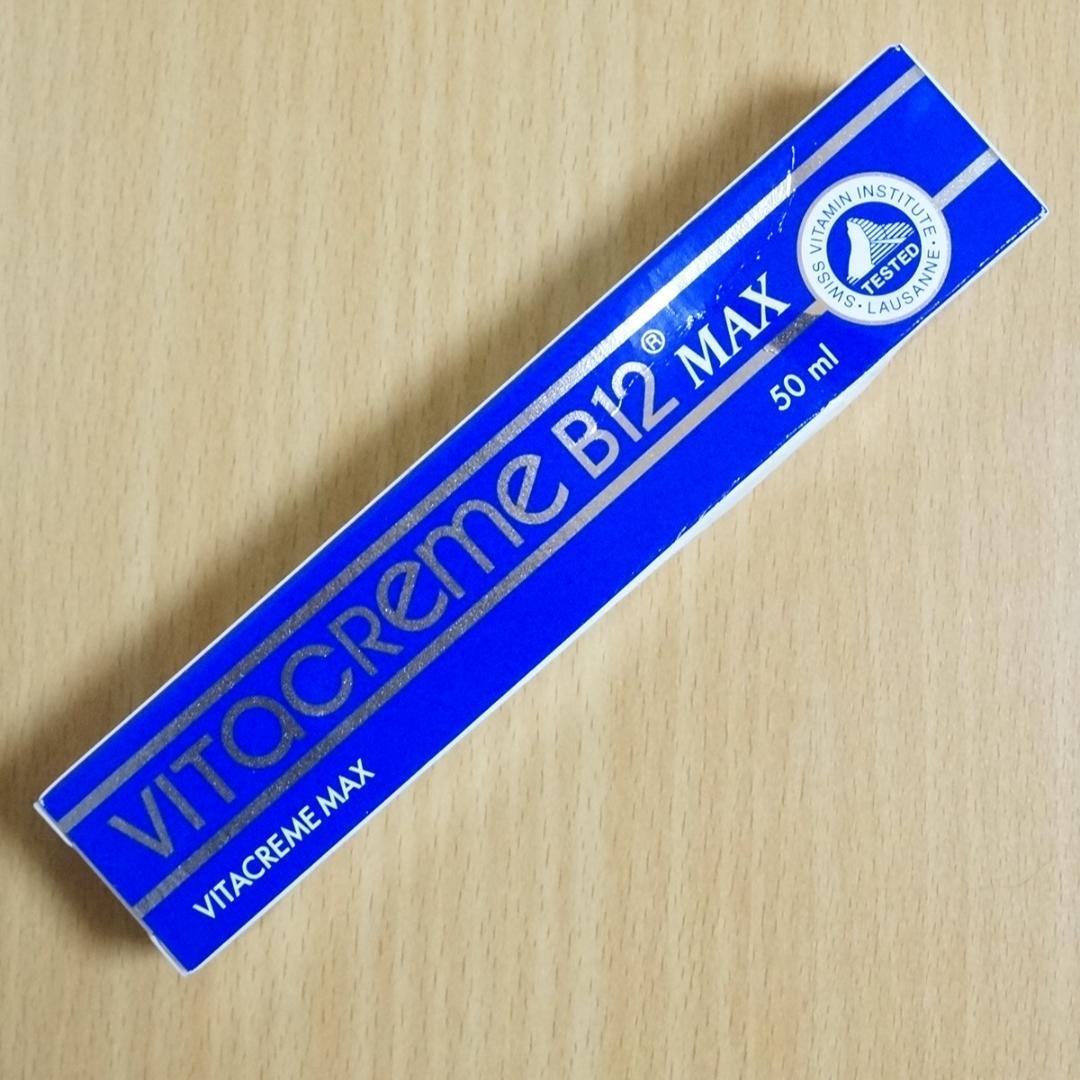 VITACREME B12® MAX
VITACREME MAX
50 ml
SWISS VITAMIN INSTITUTE · LAUSANNE ·
TESTED